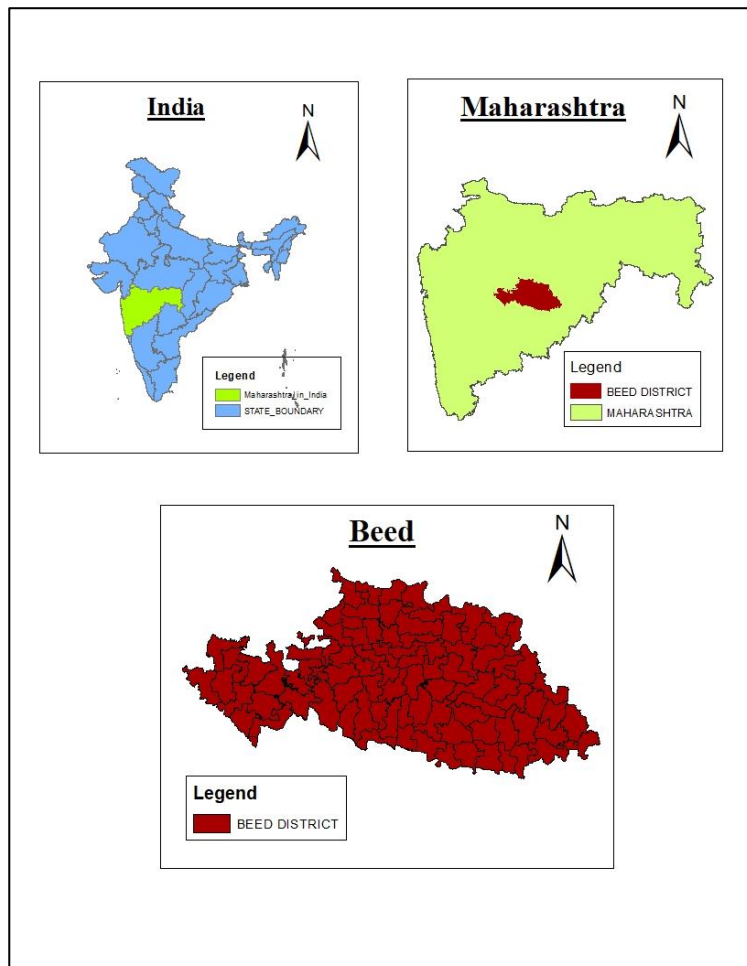 India
N
Legend
Maharashtra_in_India
STATE_BOUNDARY
Maharashtra
N
Legend
BEED DISTRICT
MAHARASHTRA
Beed
N
Legend
BEED DISTRICT